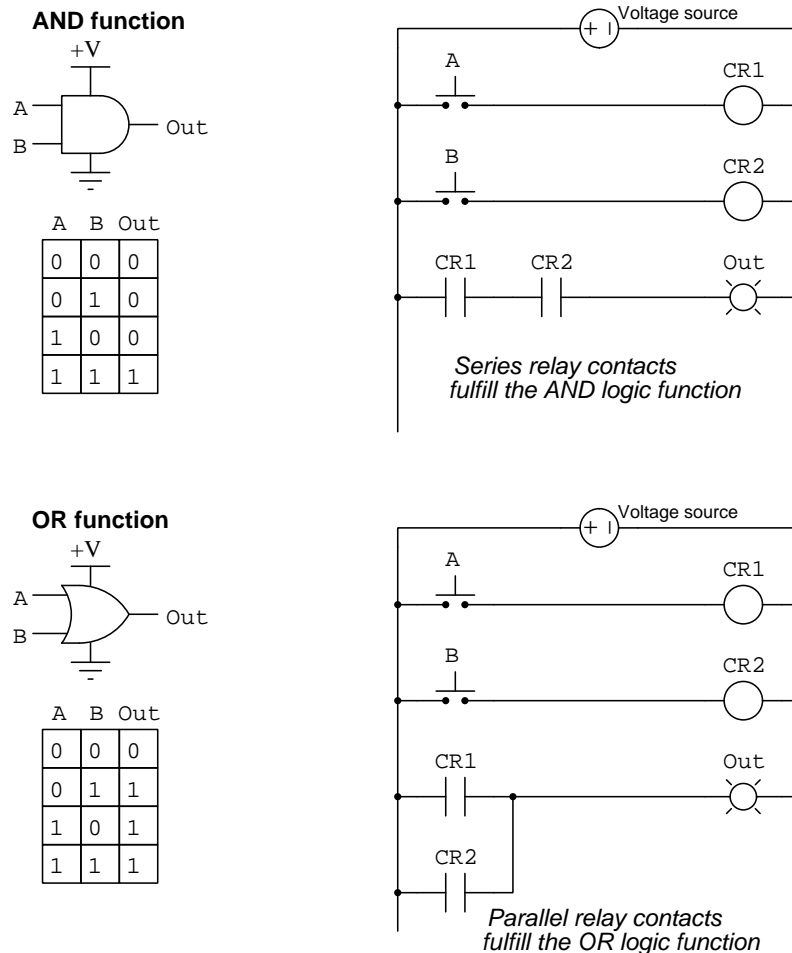 AND function
+V
A
B
Out
A B Out
0 0 0
0 1 0
1 0 0
1 1 1
+ -
Voltage source
A
CR1
B
CR2
CR1 CR2 Out
Series relay contacts
fulfill the AND logic function
OR function
+V
A
B
Out
A B Out
0 0 0
0 1 1
1 0 1
1 1 1
+ -
Voltage source
A
CR1
B
CR2
CR1 Out
CR2
Parallel relay contacts
fulfill the OR logic function